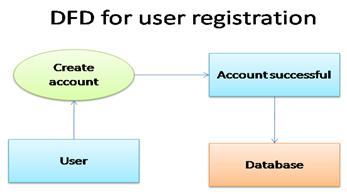 DFD for user registration
Create
account
Account successful
User
Database